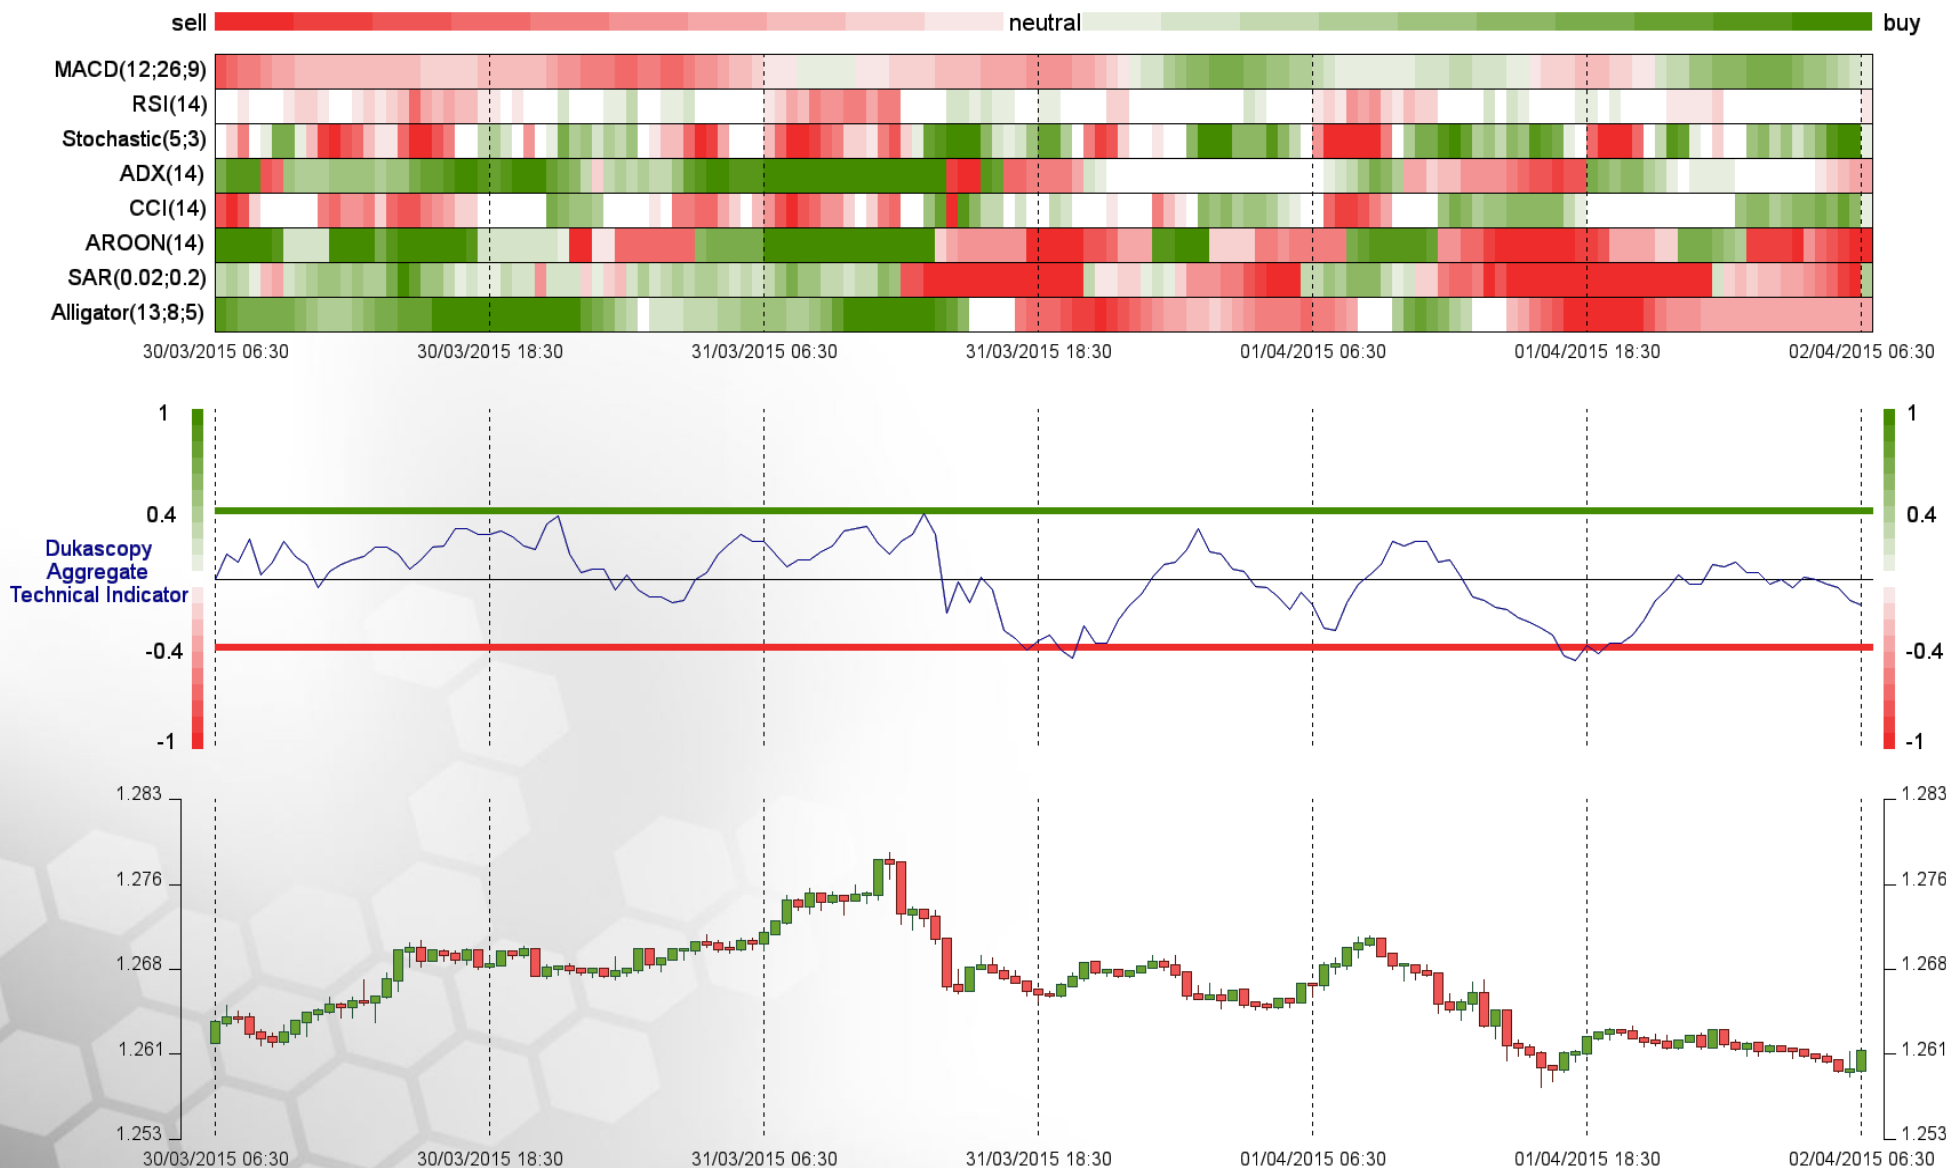 sell neutral buy
MACD(12;26;9)
RSI(14)
Stochastic(5;3)
ADX(14)
CCI(14)
AROON(14)
SAR(0.02;0.2)
Alligator(13;8;5)
30/03/2015 06:30 30/03/2015 18:30 31/03/2015 06:30 31/03/2015 18:30 01/04/2015 06:30 01/04/2015 18:30 02/04/2015 06:30
1 1
0.4 0.4
Dukascopy
Aggregate
Technical Indicator
-0.4 -0.4
-1 -1
1.283 1.283
1.276 1.276
1.268 1.268
1.261 1.261
1.253 1.253
30/03/2015 06:30 30/03/2015 18:30 31/03/2015 06:30 31/03/2015 18:30 01/04/2015 06:30 01/04/2015 18:30 02/04/2015 06:30